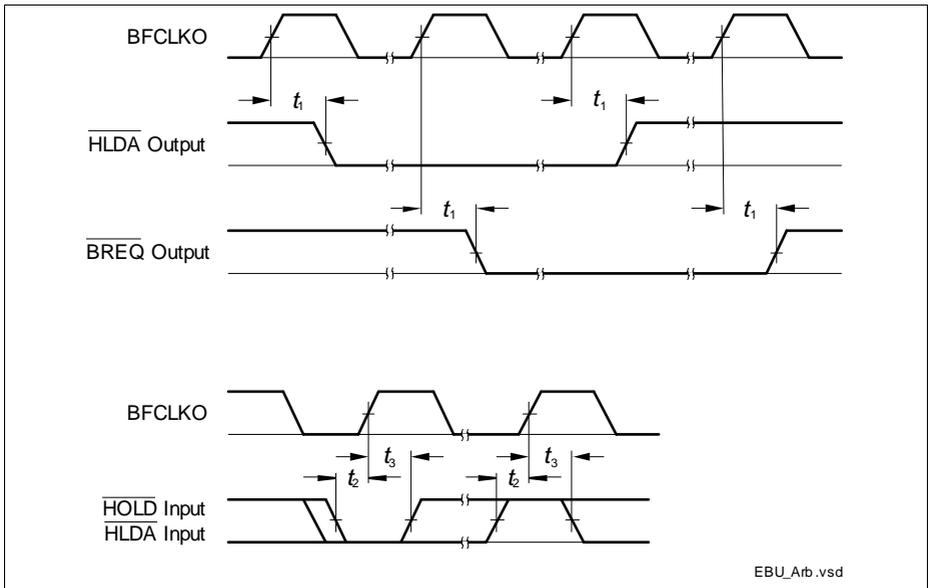 BFCLKO
t1 t1
HLDA Output
t1 t1
BREQ Output
BFCLKO
t3 t3
t2 t2
HOLD Input
HLDA Input
EBU_Arb.vsd